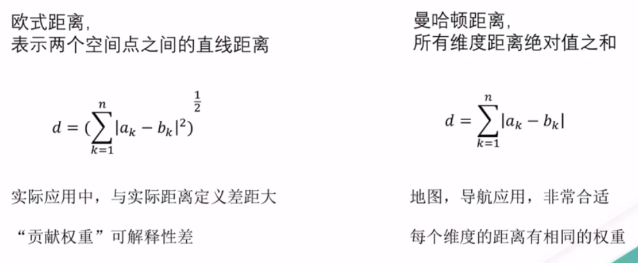 欧式距离，
表示两个空间点之间的直线距离
d = (∑_{k=1}^{n} |a_k − b_k|²)^{1/2}
实际应用中，与实际距离定义差距大
“贡献权重”可解释性差
曼哈顿距离，
所有维度距离绝对值之和
d = ∑_{k=1}^{n} |a_k − b_k|
地图，导航应用，非常合适
每个维度的距离有相同的权重